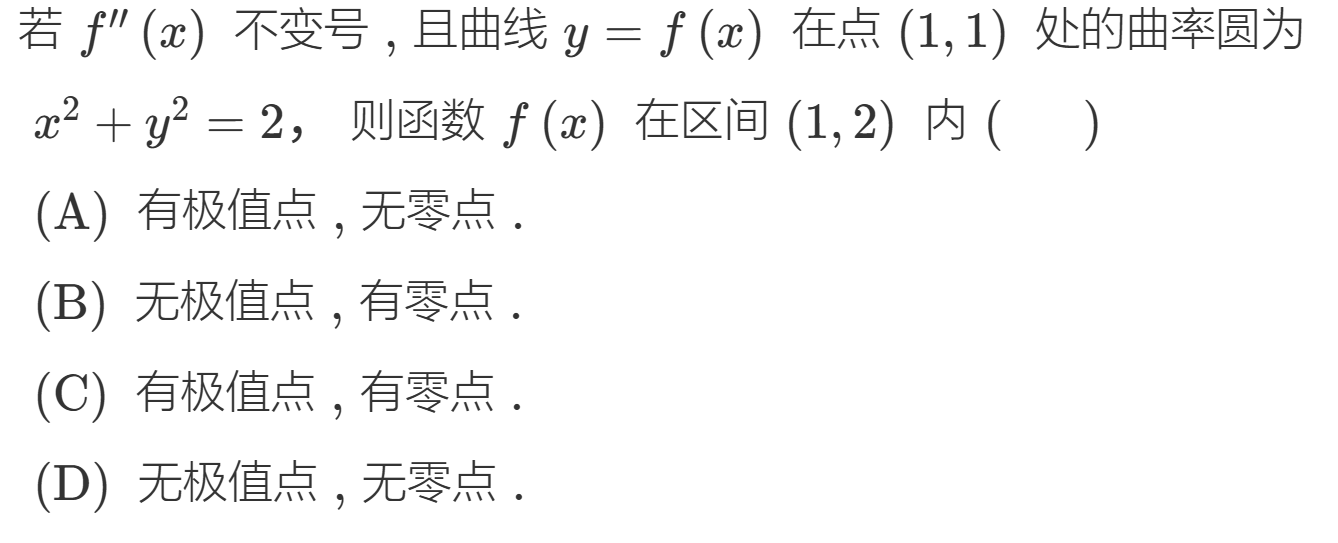 若 f″(x) 不变号 , 且曲线 y = f (x) 在点 (1, 1) 处的曲率圆为
x² + y² = 2， 则函数 f (x) 在区间 (1, 2) 内 (    )
(A) 有极值点 , 无零点 .
(B) 无极值点 , 有零点 .
(C) 有极值点 , 有零点 .
(D) 无极值点 , 无零点 .